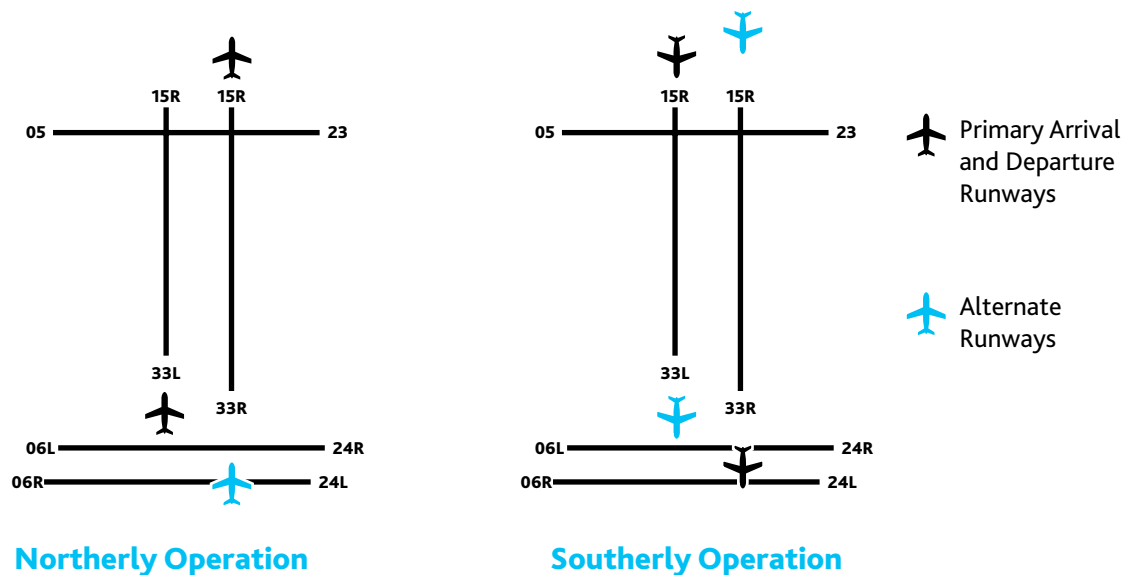 15R 15R
05 23
33L
33R
06L 24R
06R 24L
Northerly Operation
15R 15R
05 23
33L
33R
06L 24R
06R 24L
Southerly Operation
Primary Arrival
and Departure
Runways
Alternate
Runways